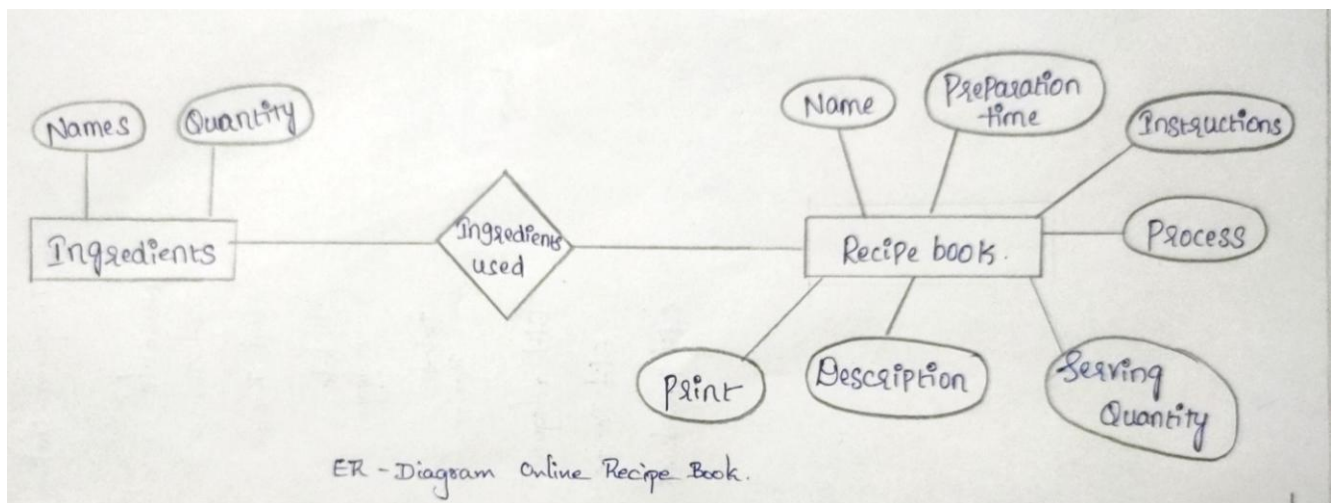 Names
Quantity
Ingredients
Ingredients
used
Name
Preparation
time
Instructions
Process
Recipe book.
Print
Description
Serving
Quantity
ER - Diagram Online Recipe Book.